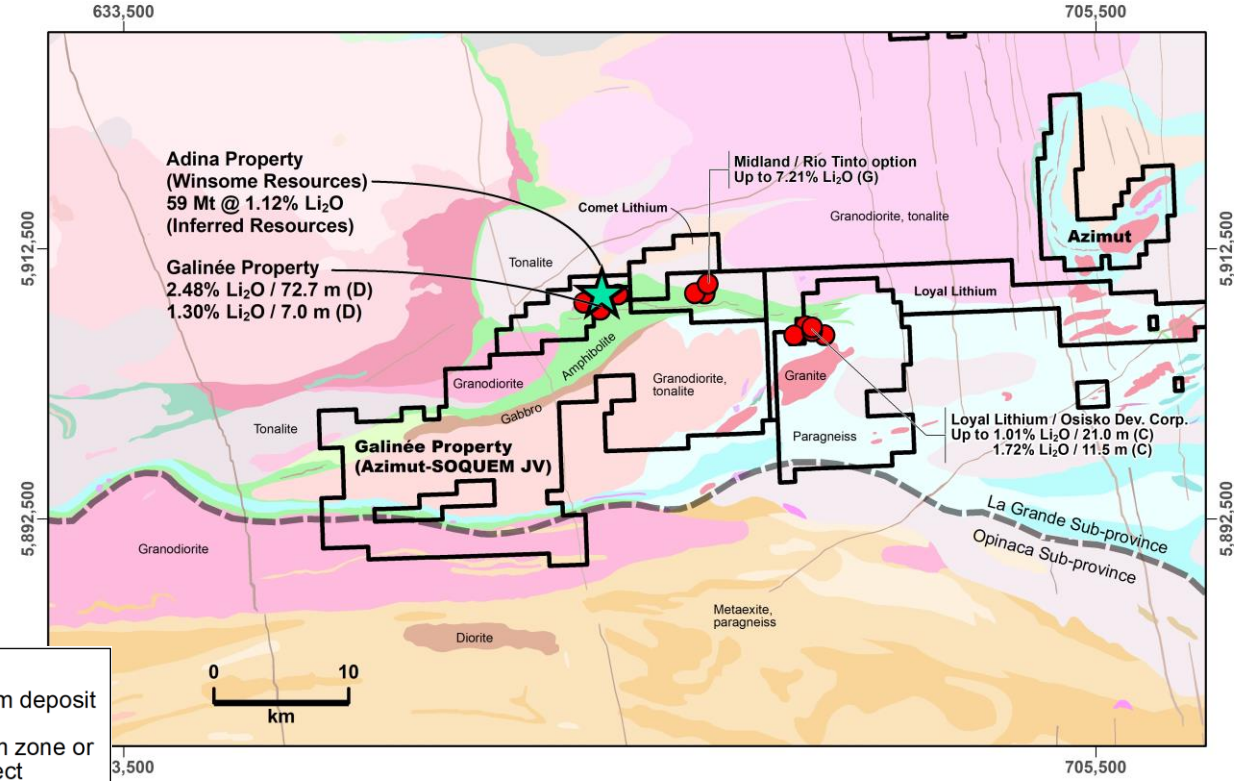 633,500
705,500
Adina Property
(Winsome Resources)
59 Mt @ 1.12% Li₂O
(Inferred Resources)
Midland / Rio Tinto option
Up to 7.21% Li₂O (G)
Comet Lithium
Granodiorite, tonalite
Azimut
5,912,500
5,912,500
Tonalite
Galinée Property
2.48% Li₂O / 72.7 m (D)
1.30% Li₂O / 7.0 m (D)
Loyal Lithium
Amphibolite
Granodiorite
Granodiorite,
tonalite
Granite
Gabbro
Tonalite
Paragneiss
Loyal Lithium / Osisko Dev. Corp.
Up to 1.01% Li₂O / 21.0 m (C)
1.72% Li₂O / 11.5 m (C)
Galinée Property
(Azimut-SOQUEM JV)
5,892,500
5,892,500
La Grande Sub-province
Opinaca Sub-province
Granodiorite
Metaexite,
paragneiss
Diorite
0 10
km
m deposit
n zone or
ect
3,500
705,500